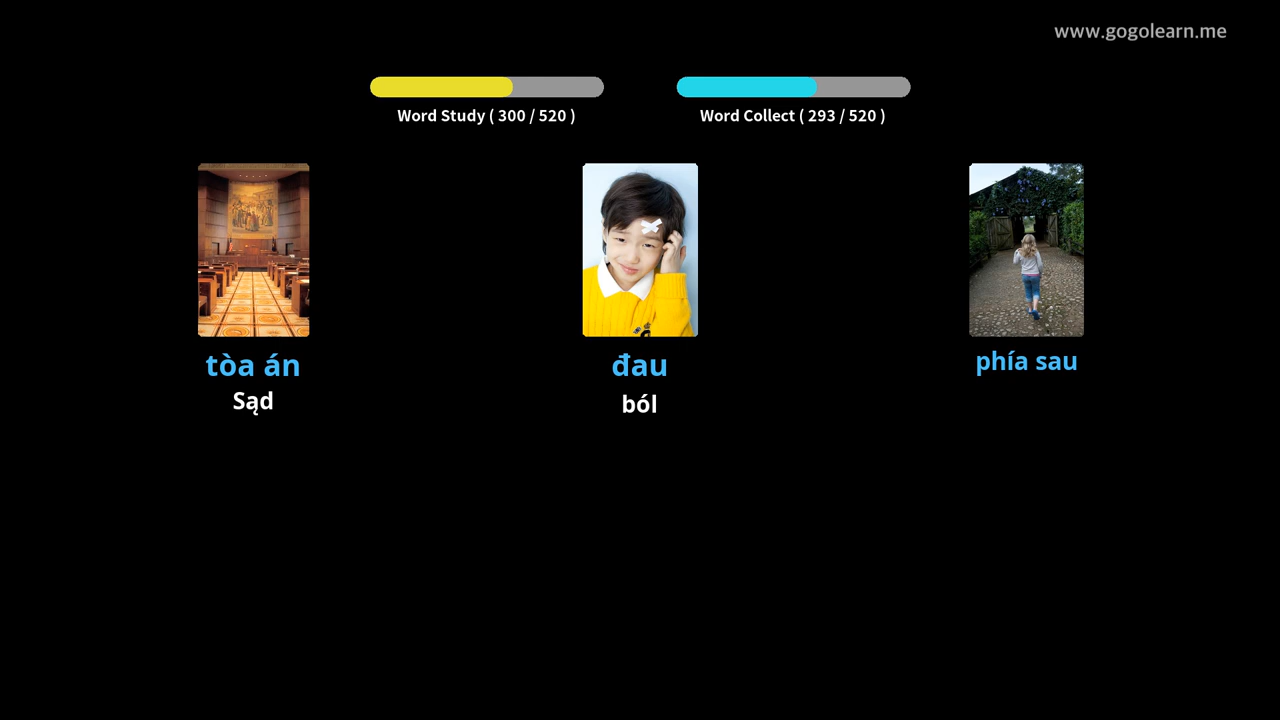 www.gogolearn.me
Word Study ( 300 / 520 )
Word Collect ( 293 / 520 )
tòa án
Sąd
đau
ból
phía sau